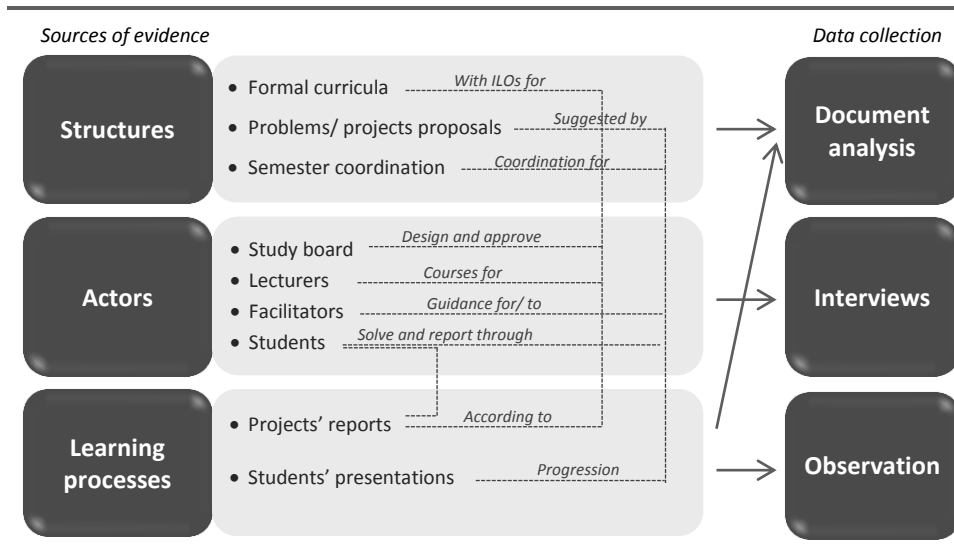 Sources of evidence
Data collection
Structures
• Formal curricula
With ILOs for
• Problems/ projects proposals
Suggested by
• Semester coordination
Coordination for
Document
analysis
Actors
• Study board
Design and approve
• Lecturers
Courses for
• Facilitators
Guidance for/ to
• Students
Solve and report through
Interviews
Learning
processes
• Projects’ reports
According to
• Students’ presentations
Progression
Observation